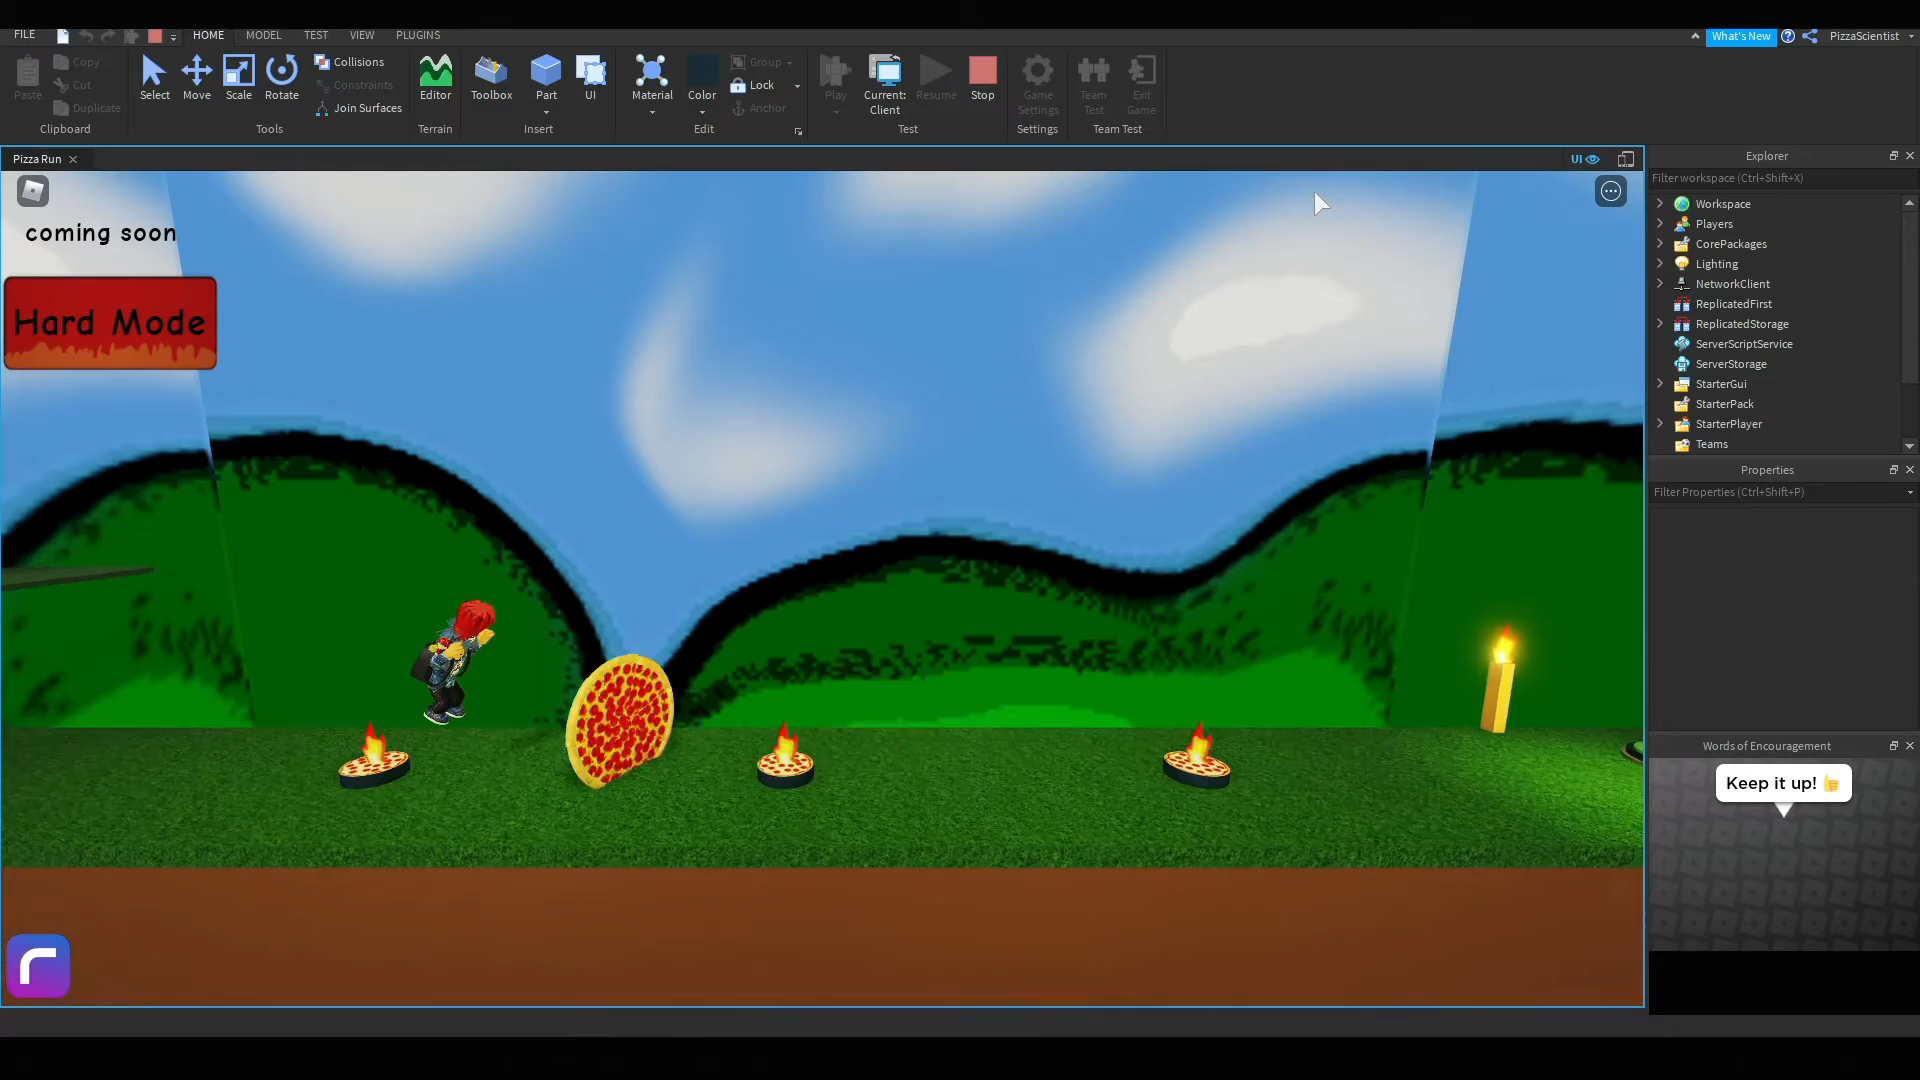 FILE HOME MODEL TEST VIEW PLUGINS What's New PizzaScientist
Paste Copy Cut Duplicate
Clipboard
Select Move Scale Rotate Collisions Constraints Join Surfaces
Tools
Editor
Terrain
Toolbox Part UI
Insert
Material Color Group Lock Anchor
Edit
Play Current: Client Resume Stop
Test
Game Settings
Settings
Team Test Exit Game
Team Test
Pizza Run UI
coming soon
Hard Mode
Explorer
Filter workspace (Ctrl+Shift+X)
Workspace
Players
CorePackages
Lighting
NetworkClient
ReplicatedFirst
ReplicatedStorage
ServerScriptService
ServerStorage
StarterGui
StarterPack
StarterPlayer
Teams
Properties
Filter Properties (Ctrl+Shift+P)
Words of Encouragement
Keep it up! 👍